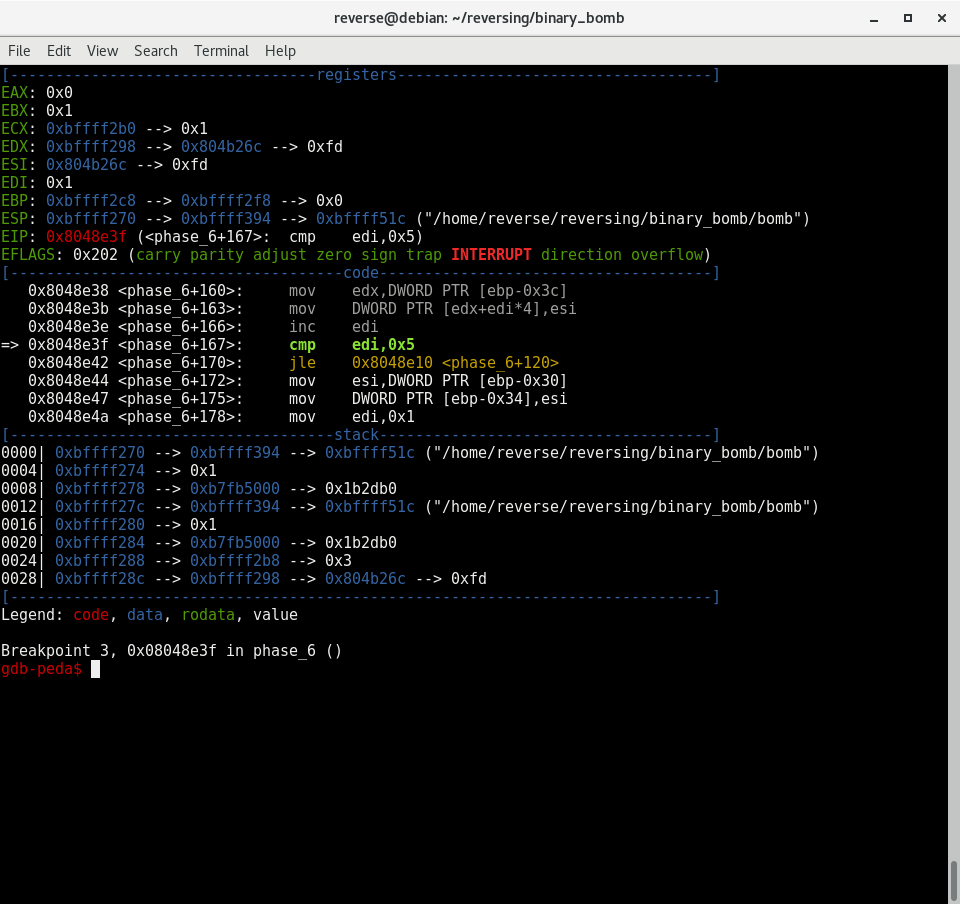 reverse@debian: ~/reversing/binary_bomb
File Edit View Search Terminal Help
[----------------------------------registers-----------------------------------]
EAX: 0x0
EBX: 0x1
ECX: 0xbffff2b0 --> 0x1
EDX: 0xbffff298 --> 0x804b26c --> 0xfd
ESI: 0x804b26c --> 0xfd
EDI: 0x1
EBP: 0xbffff2c8 --> 0xbffff2f8 --> 0x0
ESP: 0xbffff270 --> 0xbffff394 --> 0xbffff51c ("/home/reverse/reversing/binary_bomb/bomb")
EIP: 0x8048e3f (<phase_6+167>:	cmp    edi,0x5)
EFLAGS: 0x202 (carry parity adjust zero sign trap INTERRUPT direction overflow)
[-------------------------------------code-------------------------------------]
   0x8048e38 <phase_6+160>:	mov    edx,DWORD PTR [ebp-0x3c]
   0x8048e3b <phase_6+163>:	mov    DWORD PTR [edx+edi*4],esi
   0x8048e3e <phase_6+166>:	inc    edi
=> 0x8048e3f <phase_6+167>:	cmp    edi,0x5
   0x8048e42 <phase_6+170>:	jle    0x8048e10 <phase_6+120>
   0x8048e44 <phase_6+172>:	mov    esi,DWORD PTR [ebp-0x30]
   0x8048e47 <phase_6+175>:	mov    DWORD PTR [ebp-0x34],esi
   0x8048e4a <phase_6+178>:	mov    edi,0x1
[------------------------------------stack-------------------------------------]
0000| 0xbffff270 --> 0xbffff394 --> 0xbffff51c ("/home/reverse/reversing/binary_bomb/bomb")
0004| 0xbffff274 --> 0x1
0008| 0xbffff278 --> 0xb7fb5000 --> 0x1b2db0
0012| 0xbffff27c --> 0xbffff394 --> 0xbffff51c ("/home/reverse/reversing/binary_bomb/bomb")
0016| 0xbffff280 --> 0x1
0020| 0xbffff284 --> 0xb7fb5000 --> 0x1b2db0
0024| 0xbffff288 --> 0xbffff2b8 --> 0x3
0028| 0xbffff28c --> 0xbffff298 --> 0x804b26c --> 0xfd
[------------------------------------------------------------------------------]
Legend: code, data, rodata, value
Breakpoint 3, 0x08048e3f in phase_6 ()
gdb-peda$